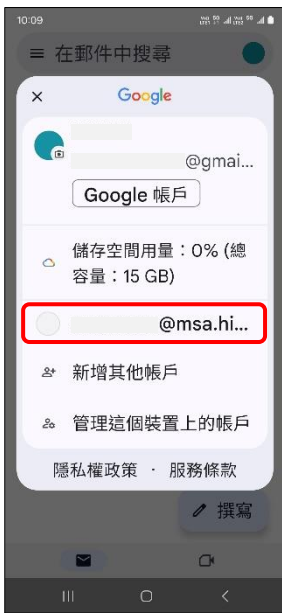 10:09
在郵件中搜尋
Google
@gmai...
Google 帳戶
儲存空間用量：0% (總
容量：15 GB)
@msa.hi...
新增其他帳戶
管理這個裝置上的帳戶
隱私權政策 · 服務條款
撰寫